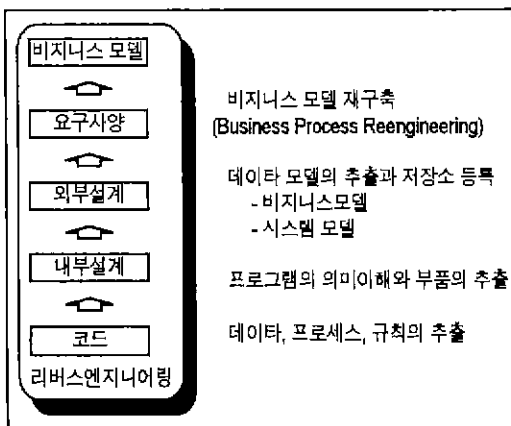 비지니스 모델
요구사양
외부설계
내부설계
코드
리버스엔지니어링
비지니스 모델 재구축
(Business Process Reengineering)
데이타 모델의 추출과 저장소 등록
- 비지니스모델
- 시스템 모델
프로그램의 의미이해와 부품의 추출
데이타, 프로세스, 규칙의 추출